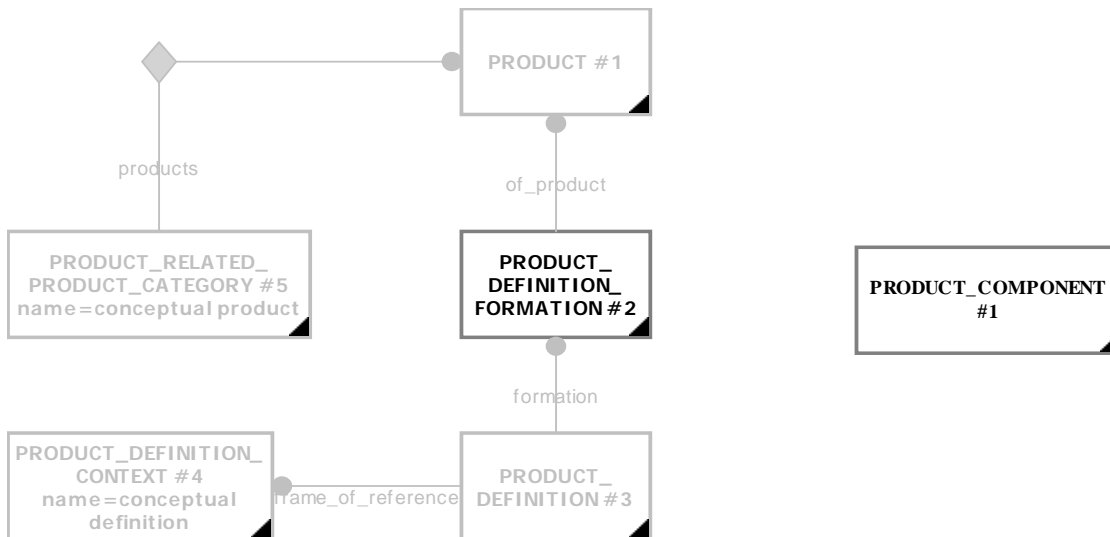 PRODUCT #1
products
of_product
PRODUCT_RELATED_
PRODUCT_CATEGORY #5
name=conceptual product
PRODUCT_
DEFINITION_
FORMATION #2
PRODUCT_COMPONENT
#1
formation
PRODUCT_DEFINITION_
CONTEXT #4
name=conceptual
definition
frame_of_reference
PRODUCT_
DEFINITION #3